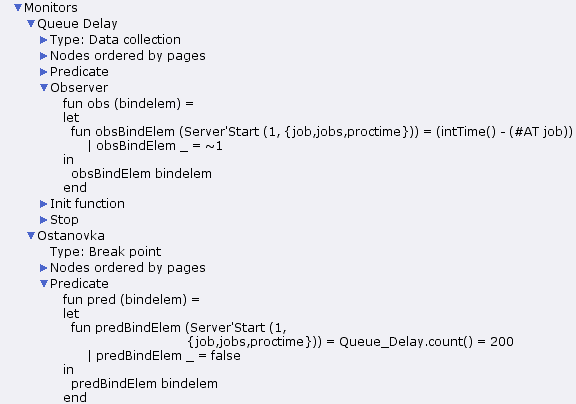 Monitors
Queue Delay
Type: Data collection
Nodes ordered by pages
Predicate
Observer
fun obs (bindelem) =
let
fun obsBindElem (Server'Start (1, {job,jobs,proctime})) = (intTime() - (#AT job))
| obsBindElem _ = ~1
in
obsBindElem bindelem
end
Init function
Stop
Ostanovka
Type: Break point
Nodes ordered by pages
Predicate
fun pred (bindelem) =
let
fun predBindElem (Server'Start (1,
{job,jobs,proctime})) = Queue_Delay.count() = 200
| predBindElem _ = false
in
predBindElem bindelem
end